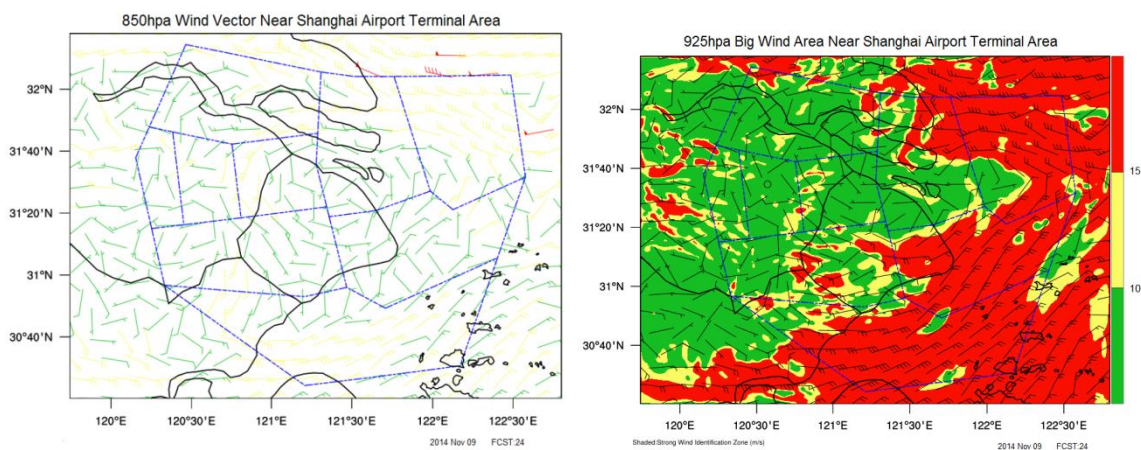 850hpa Wind Vector Near Shanghai Airport Terminal Area
32°N
31°40'N
31°20'N
31°N
30°40'N
120°E
120°30'E
121°E
121°30'E
122°E
122°30'E
2014 Nov 09 FCST:24
925hpa Big Wind Area Near Shanghai Airport Terminal Area
32°N
31°40'N
31°20'N
31°N
30°40'N
120°E
120°30'E
121°E
121°30'E
122°E
122°30'E
15
10
Shaded:Strong Wind Identification Zone (m/s)
2014 Nov 09 FCST:24